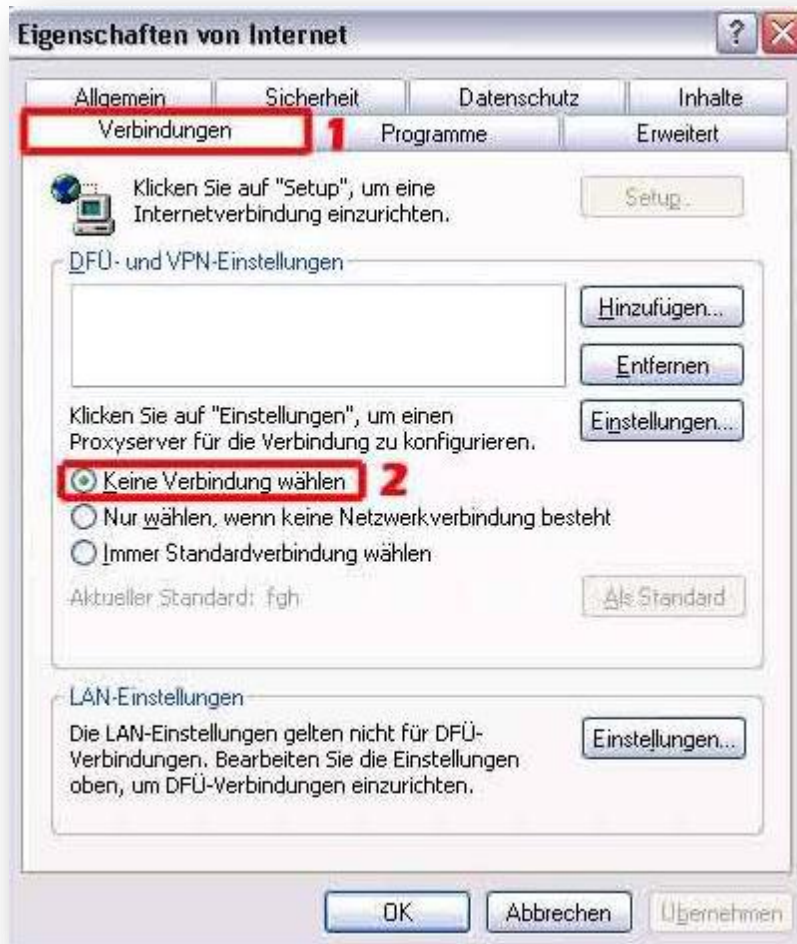 Eigenschaften von Internet
?
Allgemein
Sicherheit
Datenschutz
Inhalte
Verbindungen
1
Programme
Erweitert
Klicken Sie auf "Setup", um eine
Internetverbindung einzurichten.
Setup..
DFÜ- und VPN-Einstellungen
Hinzufügen...
Entfernen
Klicken Sie auf "Einstellungen", um einen
Proxyserver für die Verbindung zu konfigurieren.
Einstellungen...
Keine Verbindung wählen
2
Nur wählen, wenn keine Netzwerkverbindung besteht
Immer Standardverbindung wählen
Aktueller Standard: fgh
Als Standard
LAN-Einstellungen
Die LAN-Einstellungen gelten nicht für DFÜ-
Verbindungen. Bearbeiten Sie die Einstellungen
oben, um DFÜ-Verbindungen einzurichten.
Einstellungen...
OK
Abbrechen
Übernehmen